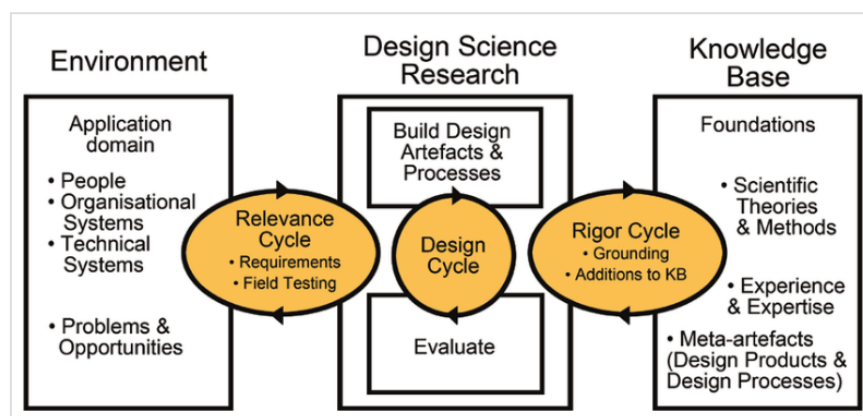 Environment
Design Science
Research
Knowledge
Base
Application
domain
• People
• Organisational
Systems
• Technical
Systems
• Problems &
Opportunities
Relevance
Cycle
• Requirements
• Field Testing
Build Design
Artefacts &
Processes
Design
Cycle
Evaluate
Rigor Cycle
• Grounding
• Additions to KB
Foundations
• Scientific
Theories
& Methods
• Experience
& Expertise
• Meta-artefacts
(Design Products &
Design Processes)